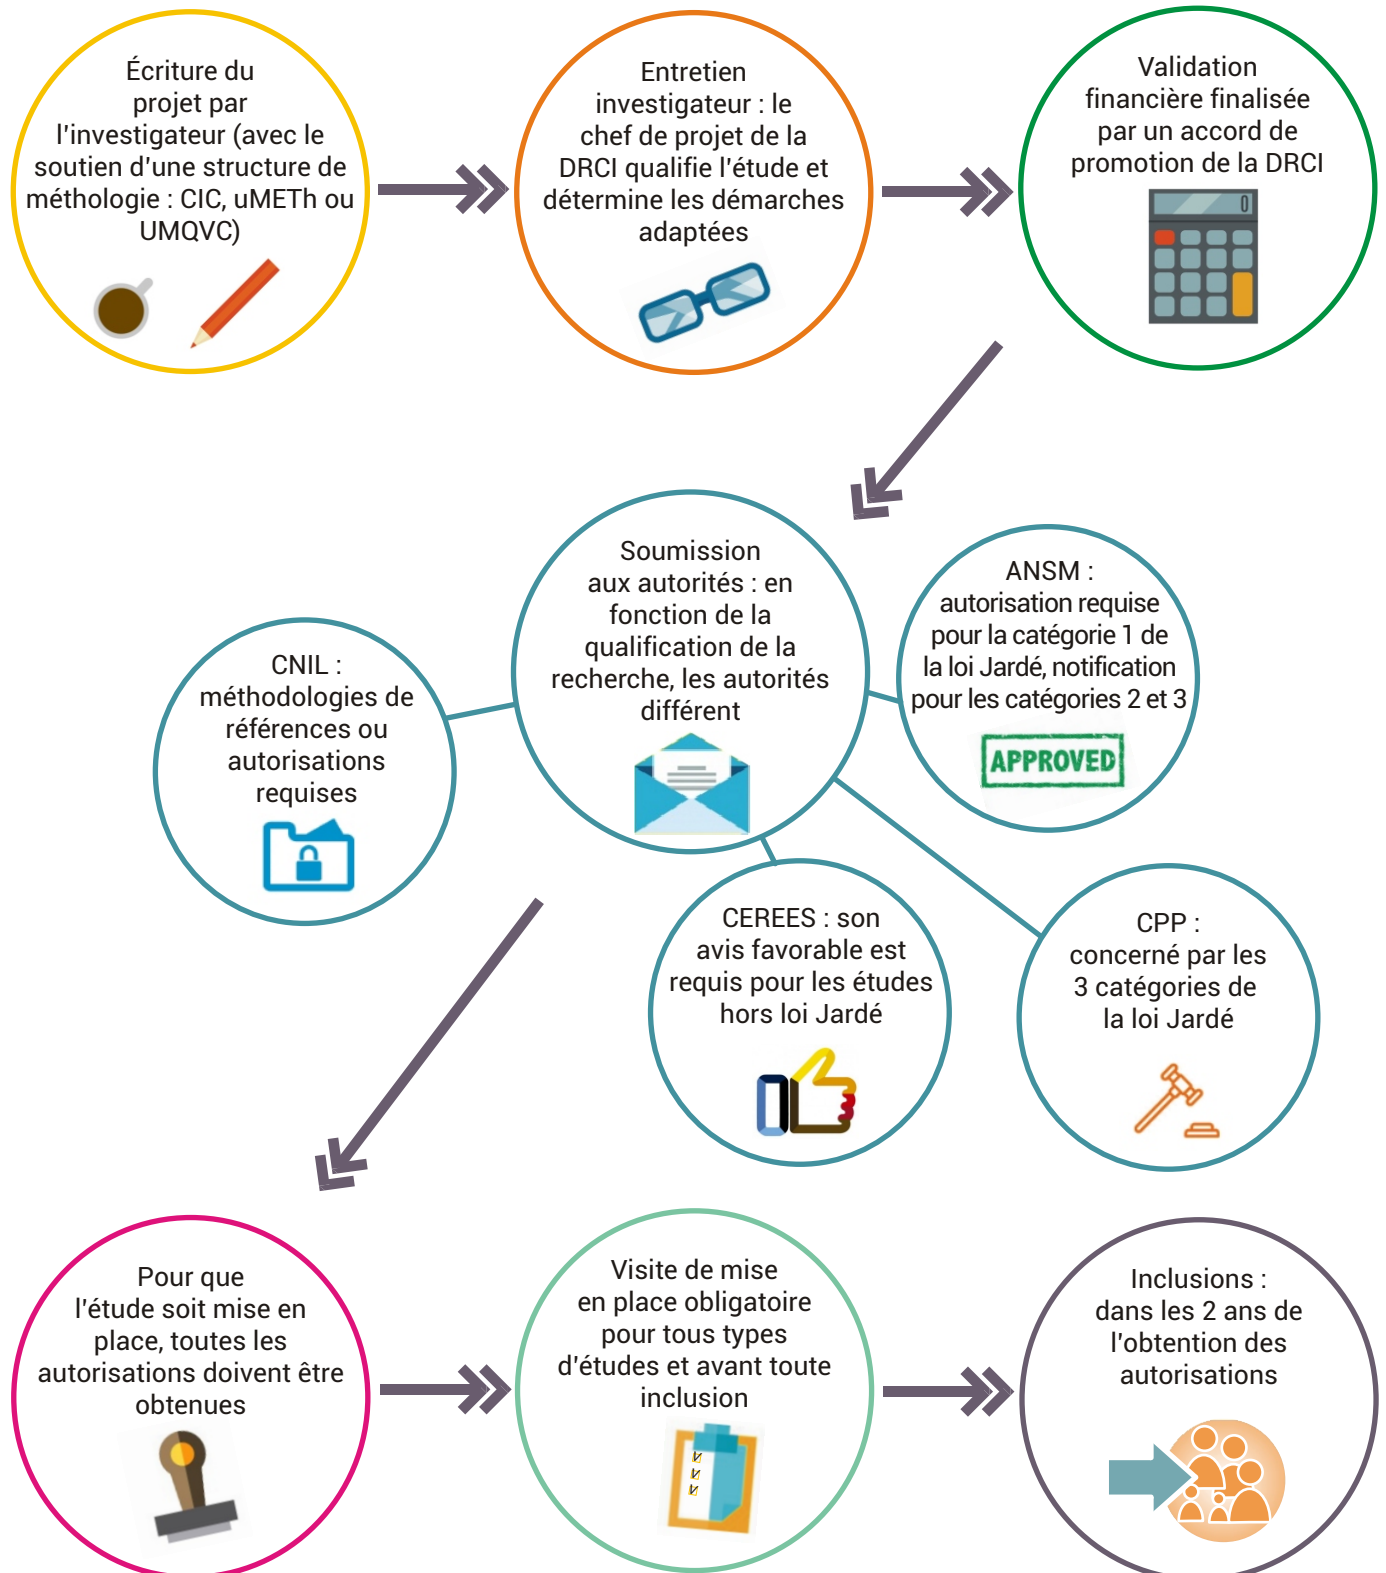 Écriture du
projet par
l'investigateur (avec le
soutien d'une structure de
méthologie : CIC, uMETh ou
UMQVC)
Entretien
investigateur : le
chef de projet de la
DRCI qualifie l'étude et
détermine les démarches
adaptées
Validation
financière finalisée
par un accord de
promotion de la DRCI
0
Soumission
aux autorités : en
fonction de la
qualification de la
recherche, les autorités
différent
ANSM :
autorisation requise
pour la catégorie 1 de
la loi Jardé, notification
pour les catégories 2 et 3
APPROVED
CNIL :
méthodologies de
références ou
autorisations
requises
CEREES : son
avis favorable est
requis pour les études
hors loi Jardé
CPP :
concerné par les
3 catégories de
la loi Jardé
Pour que
l'étude soit mise en
place, toutes les
autorisations doivent être
obtenues
Visite de mise
en place obligatoire
pour tous types
d'études et avant toute
inclusion
Inclusions :
dans les 2 ans de
l'obtention des
autorisations